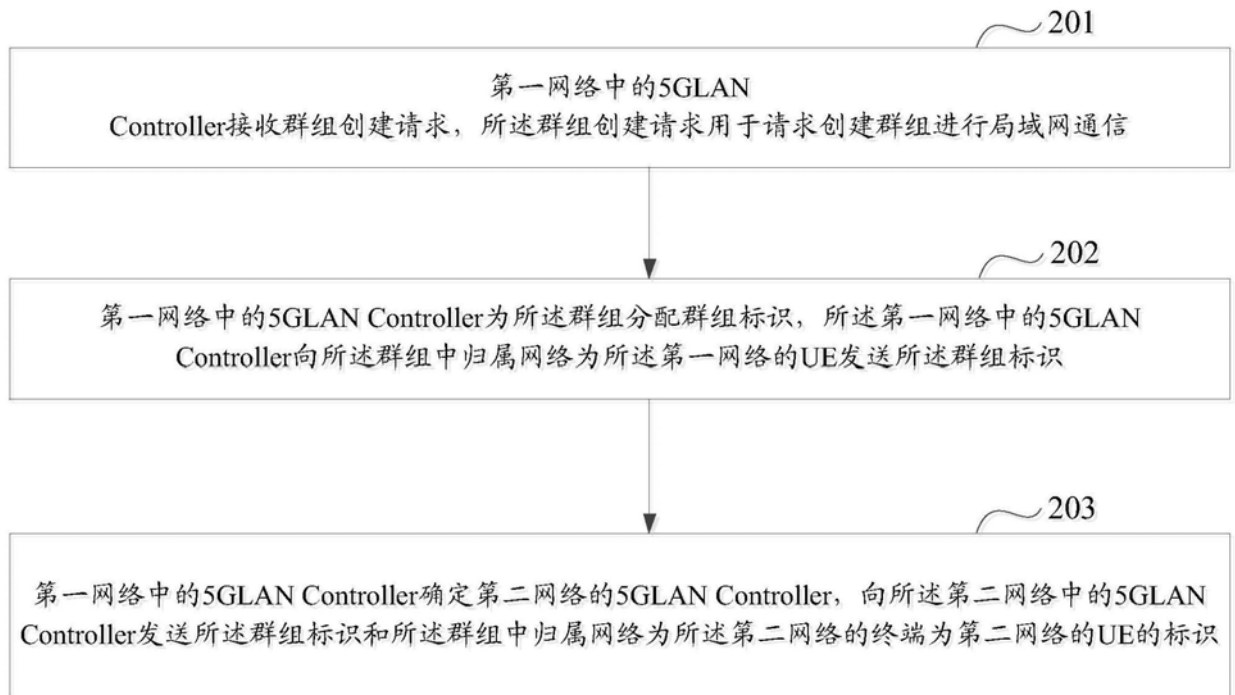 201
第一网络中的5GLAN
Controller接收群组创建请求，所述群组创建请求用于请求创建群组进行局域网通信
202
第一网络中的5GLAN Controller为所述群组分配群组标识，所述第一网络中的5GLAN
Controller向所述群组中归属网络为所述第一网络的UE发送所述群组标识
203
第一网络中的5GLAN Controller确定第二网络的5GLAN Controller，向所述第二网络中的5GLAN
Controller发送所述群组标识和所述群组中归属网络为所述第二网络的终端为第二网络的UE的标识